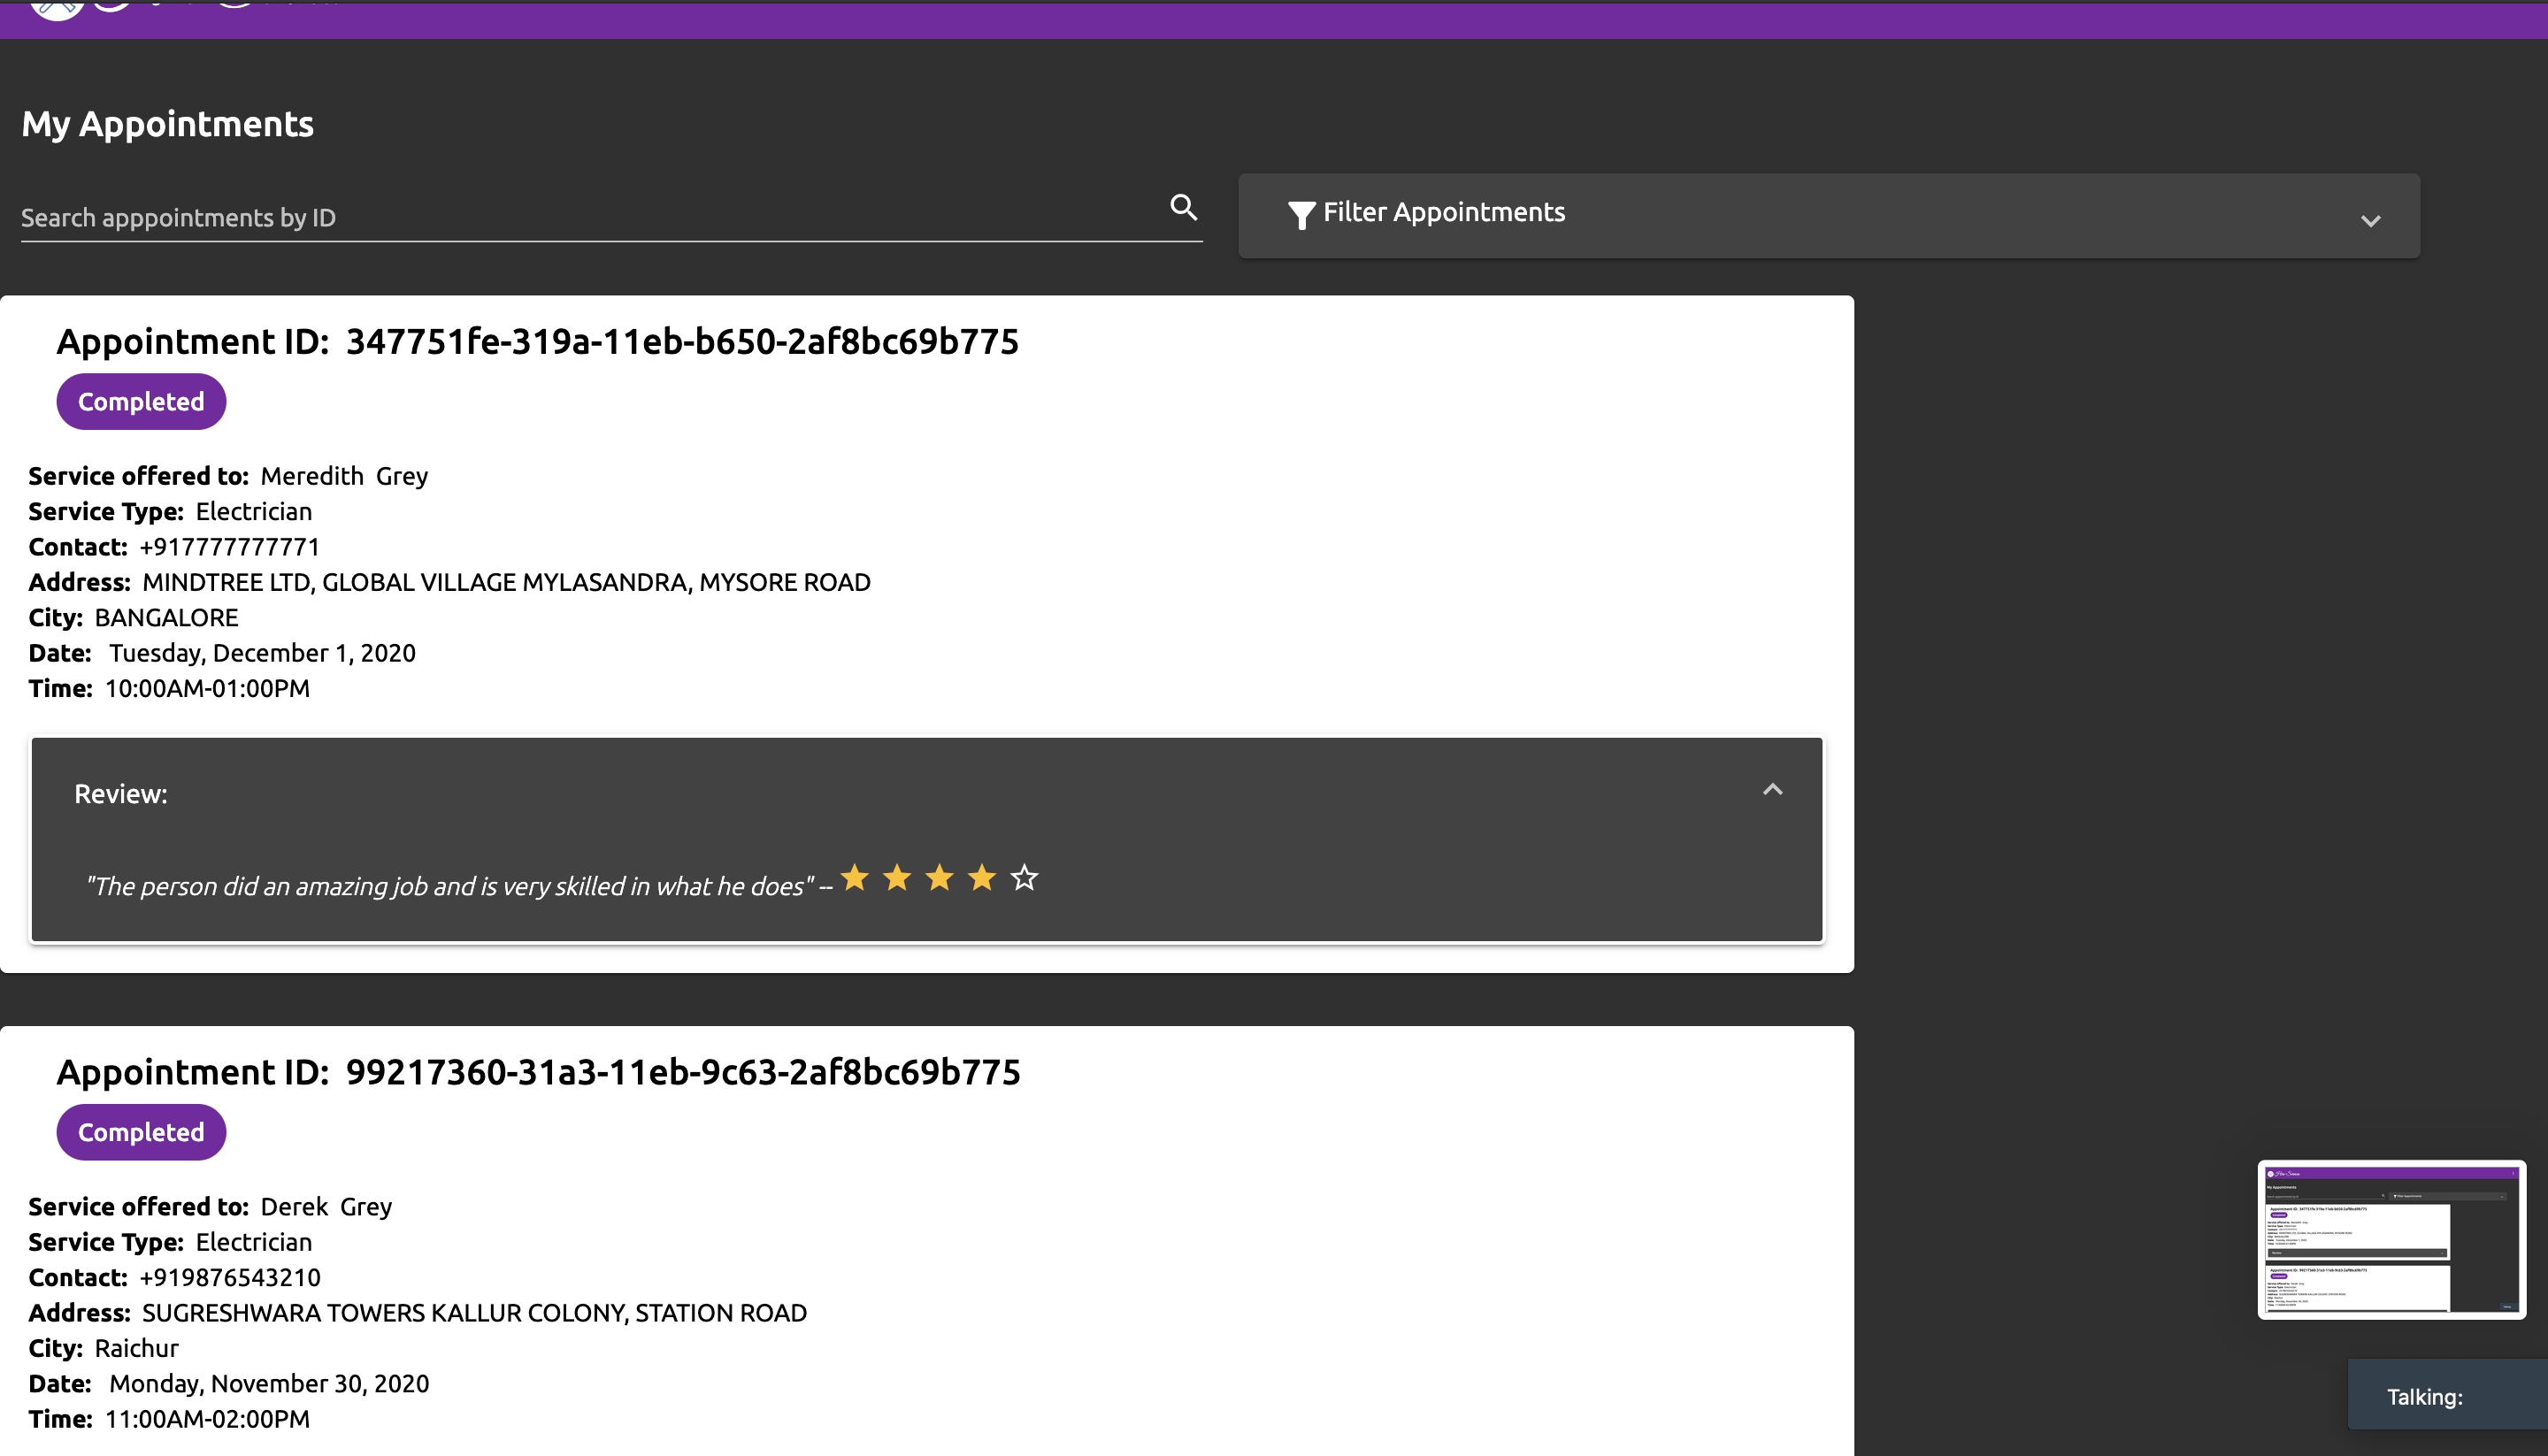 My Appointments
Search apppointments by ID
Filter Appointments
Appointment ID: 347751fe-319a-11eb-b650-2af8bc69b775
Completed
Service offered to: Meredith Grey
Service Type: Electrician
Contact: +917777777771
Address: MINDTREE LTD, GLOBAL VILLAGE MYLASANDRA, MYSORE ROAD
City: BANGALORE
Date: Tuesday, December 1, 2020
Time: 10:00AM-01:00PM
Review:
"The person did an amazing job and is very skilled in what he does" --
Appointment ID: 99217360-31a3-11eb-9c63-2af8bc69b775
Completed
Service offered to: Derek Grey
Service Type: Electrician
Contact: +919876543210
Address: SUGRESHWARA TOWERS KALLUR COLONY, STATION ROAD
City: Raichur
Date: Monday, November 30, 2020
Time: 11:00AM-02:00PM
Talking: